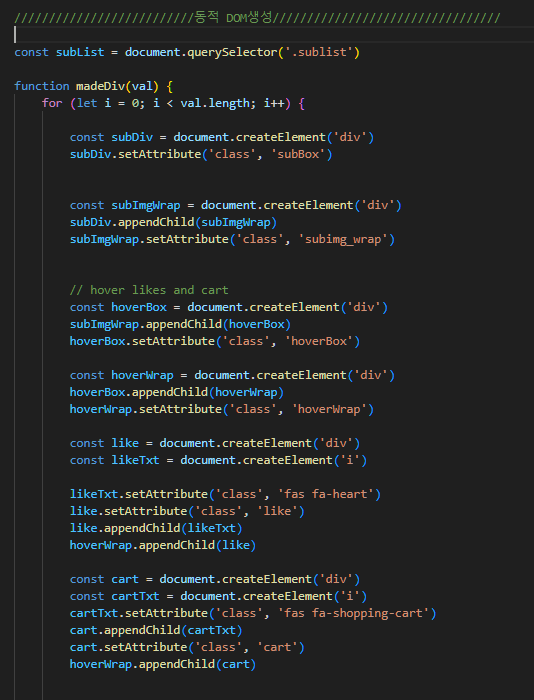 ///////////////////////////동적 DOM생성//////////////////////////////////
const subList = document.querySelector('.sublist')
function madeDiv(val) {
for (let i = 0; i < val.length; i++) {
const subDiv = document.createElement('div')
subDiv.setAttribute('class', 'subBox')
const subImgWrap = document.createElement('div')
subDiv.appendChild(subImgWrap)
subImgWrap.setAttribute('class', 'subimg_wrap')
// hover likes and cart
const hoverBox = document.createElement('div')
subImgWrap.appendChild(hoverBox)
hoverBox.setAttribute('class', 'hoverBox')
const hoverWrap = document.createElement('div')
hoverBox.appendChild(hoverWrap)
hoverWrap.setAttribute('class', 'hoverWrap')
const like = document.createElement('div')
const likeTxt = document.createElement('i')
likeTxt.setAttribute('class', 'fas fa-heart')
like.setAttribute('class', 'like')
like.appendChild(likeTxt)
hoverWrap.appendChild(like)
const cart = document.createElement('div')
const cartTxt = document.createElement('i')
cartTxt.setAttribute('class', 'fas fa-shopping-cart')
cart.appendChild(cartTxt)
cart.setAttribute('class', 'cart')
hoverWrap.appendChild(cart)